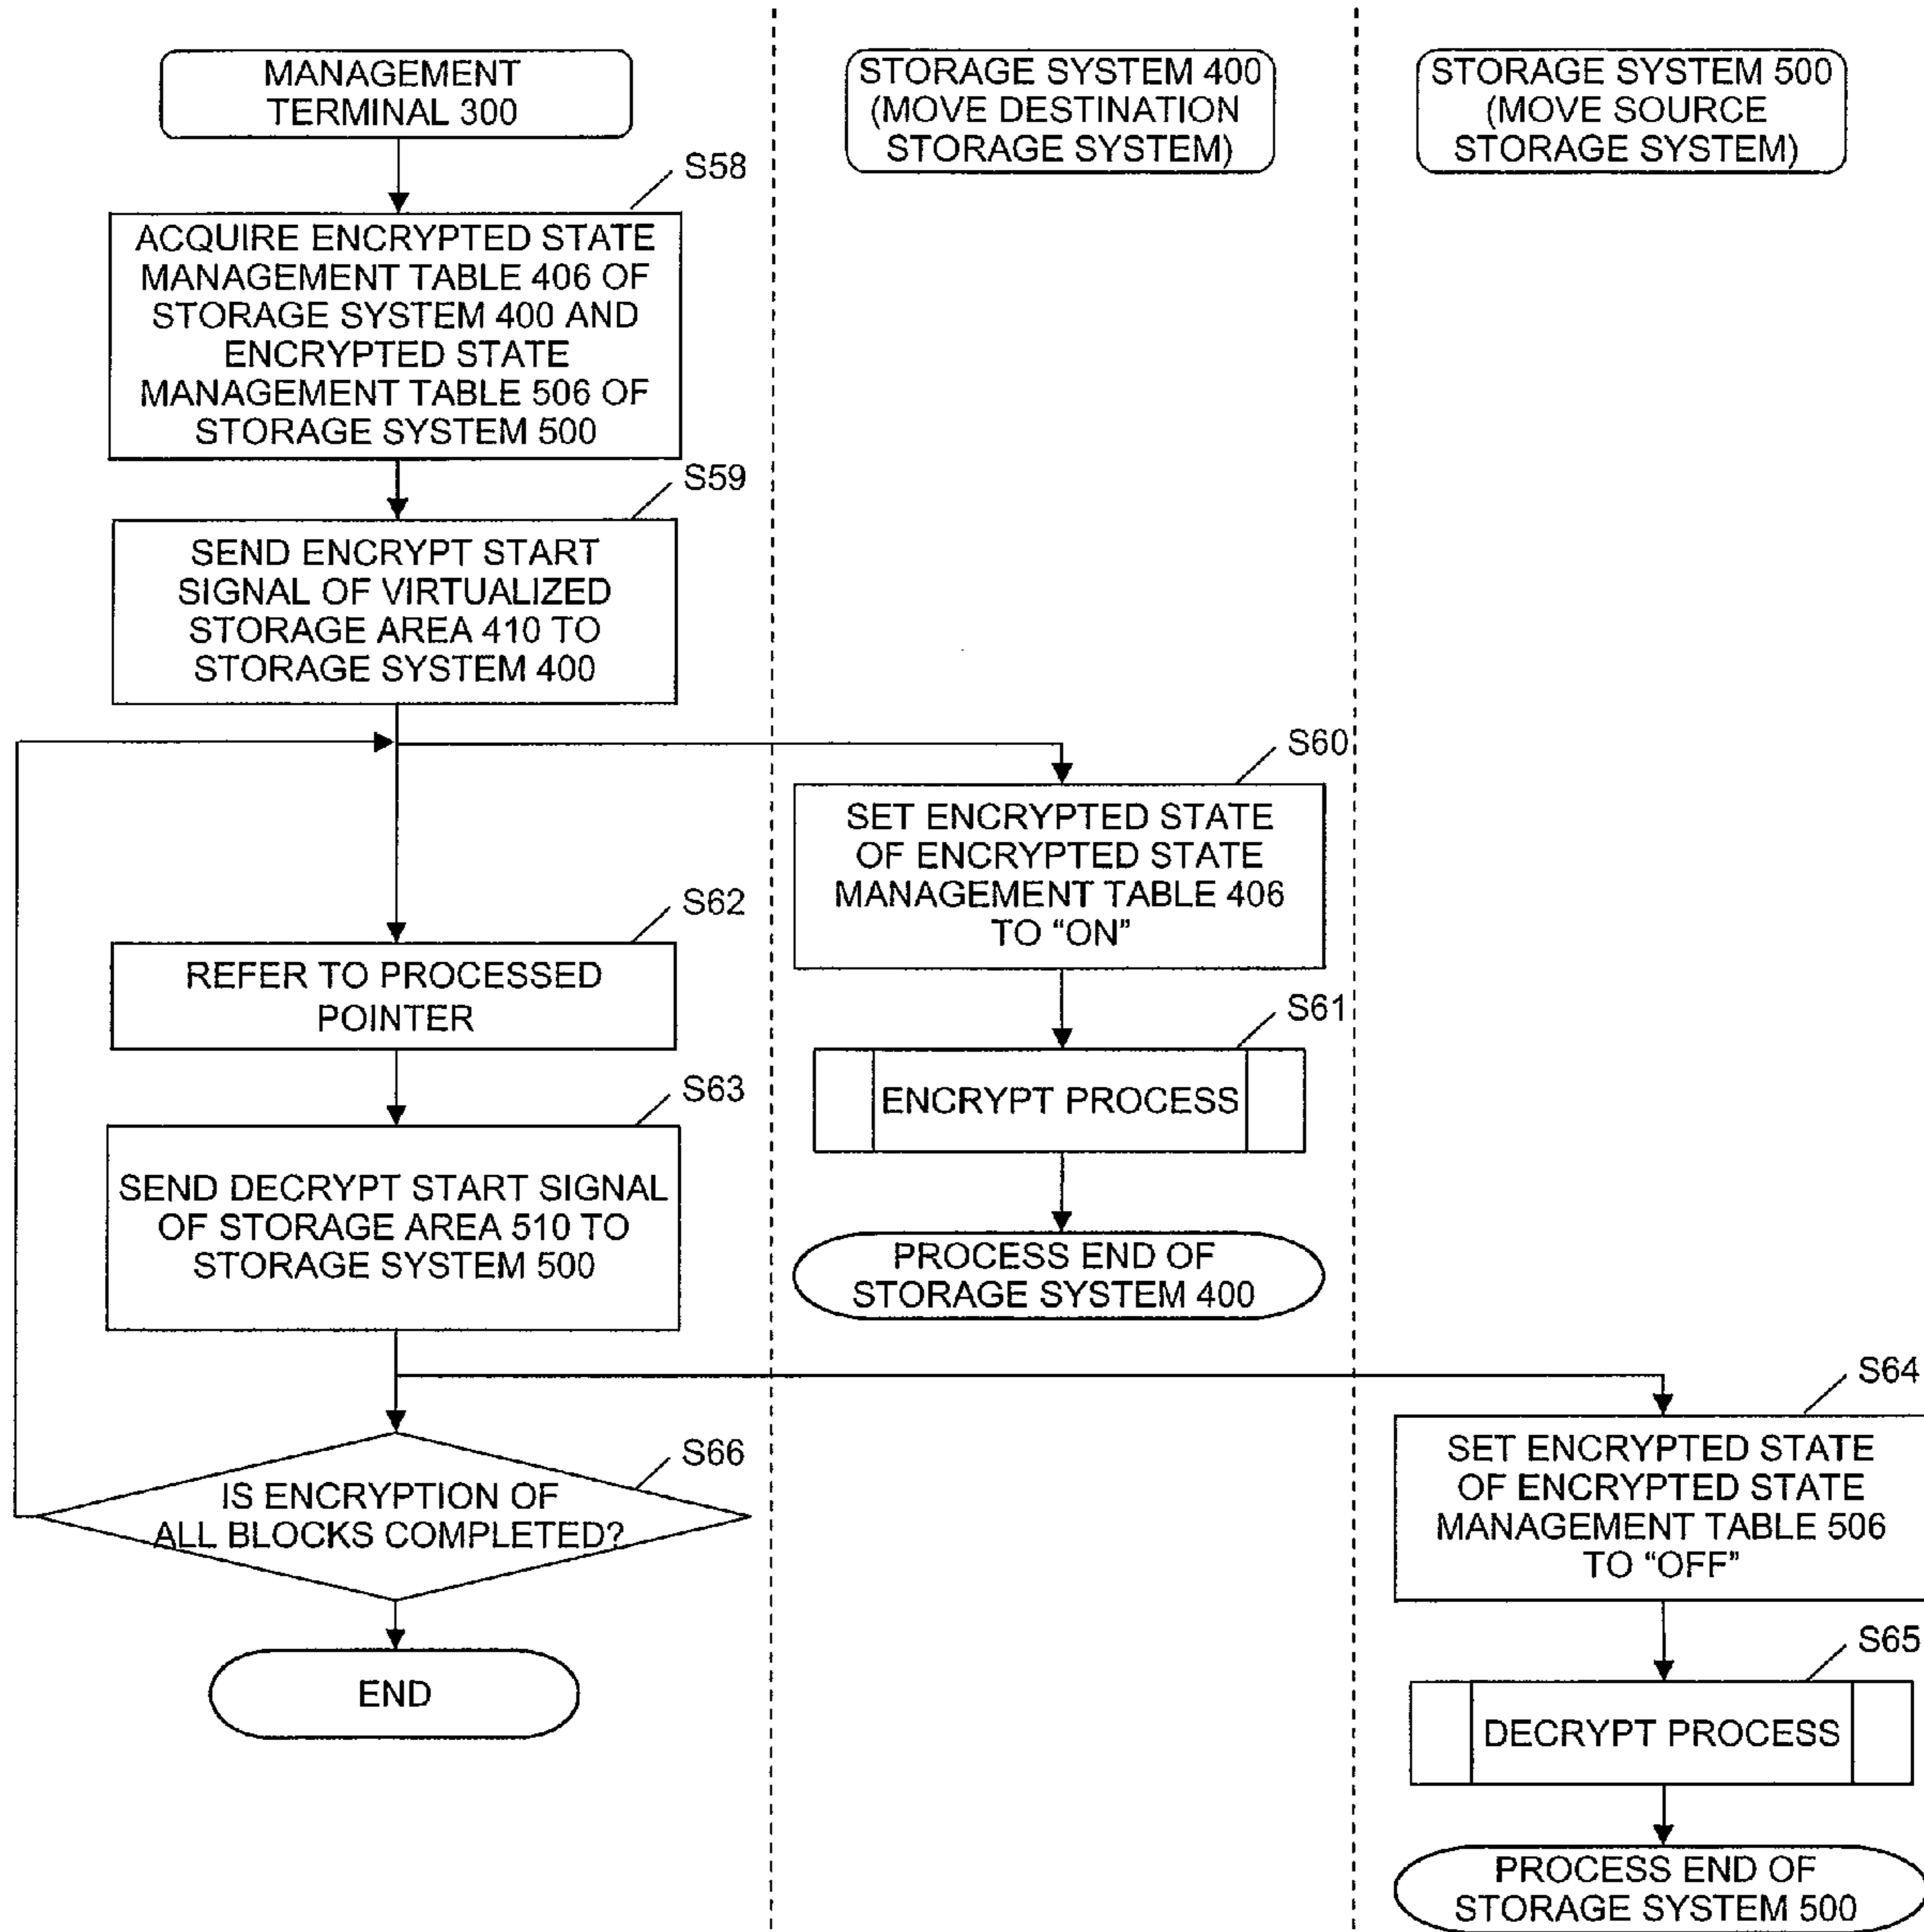 MANAGEMENT
TERMINAL 300
STORAGE SYSTEM 400
(MOVE DESTINATION
STORAGE SYSTEM)
STORAGE SYSTEM 500
(MOVE SOURCE
STORAGE SYSTEM)
S58
ACQUIRE ENCRYPTED STATE
MANAGEMENT TABLE 406 OF
STORAGE SYSTEM 400 AND
ENCRYPTED STATE
MANAGEMENT TABLE 506 OF
STORAGE SYSTEM 500
S59
SEND ENCRYPT START
SIGNAL OF VIRTUALIZED
STORAGE AREA 410 TO
STORAGE SYSTEM 400
S60
SET ENCRYPTED STATE
OF ENCRYPTED STATE
MANAGEMENT TABLE 406
TO “ON”
S62
REFER TO PROCESSED
POINTER
S61
ENCRYPT PROCESS
S63
SEND DECRYPT START SIGNAL
OF STORAGE AREA 510 TO
STORAGE SYSTEM 500
PROCESS END OF
STORAGE SYSTEM 400
S64
SET ENCRYPTED STATE
OF ENCRYPTED STATE
MANAGEMENT TABLE 506
TO “OFF”
S66
IS ENCRYPTION OF
ALL BLOCKS COMPLETED?
S65
DECRYPT PROCESS
END
PROCESS END OF
STORAGE SYSTEM 500